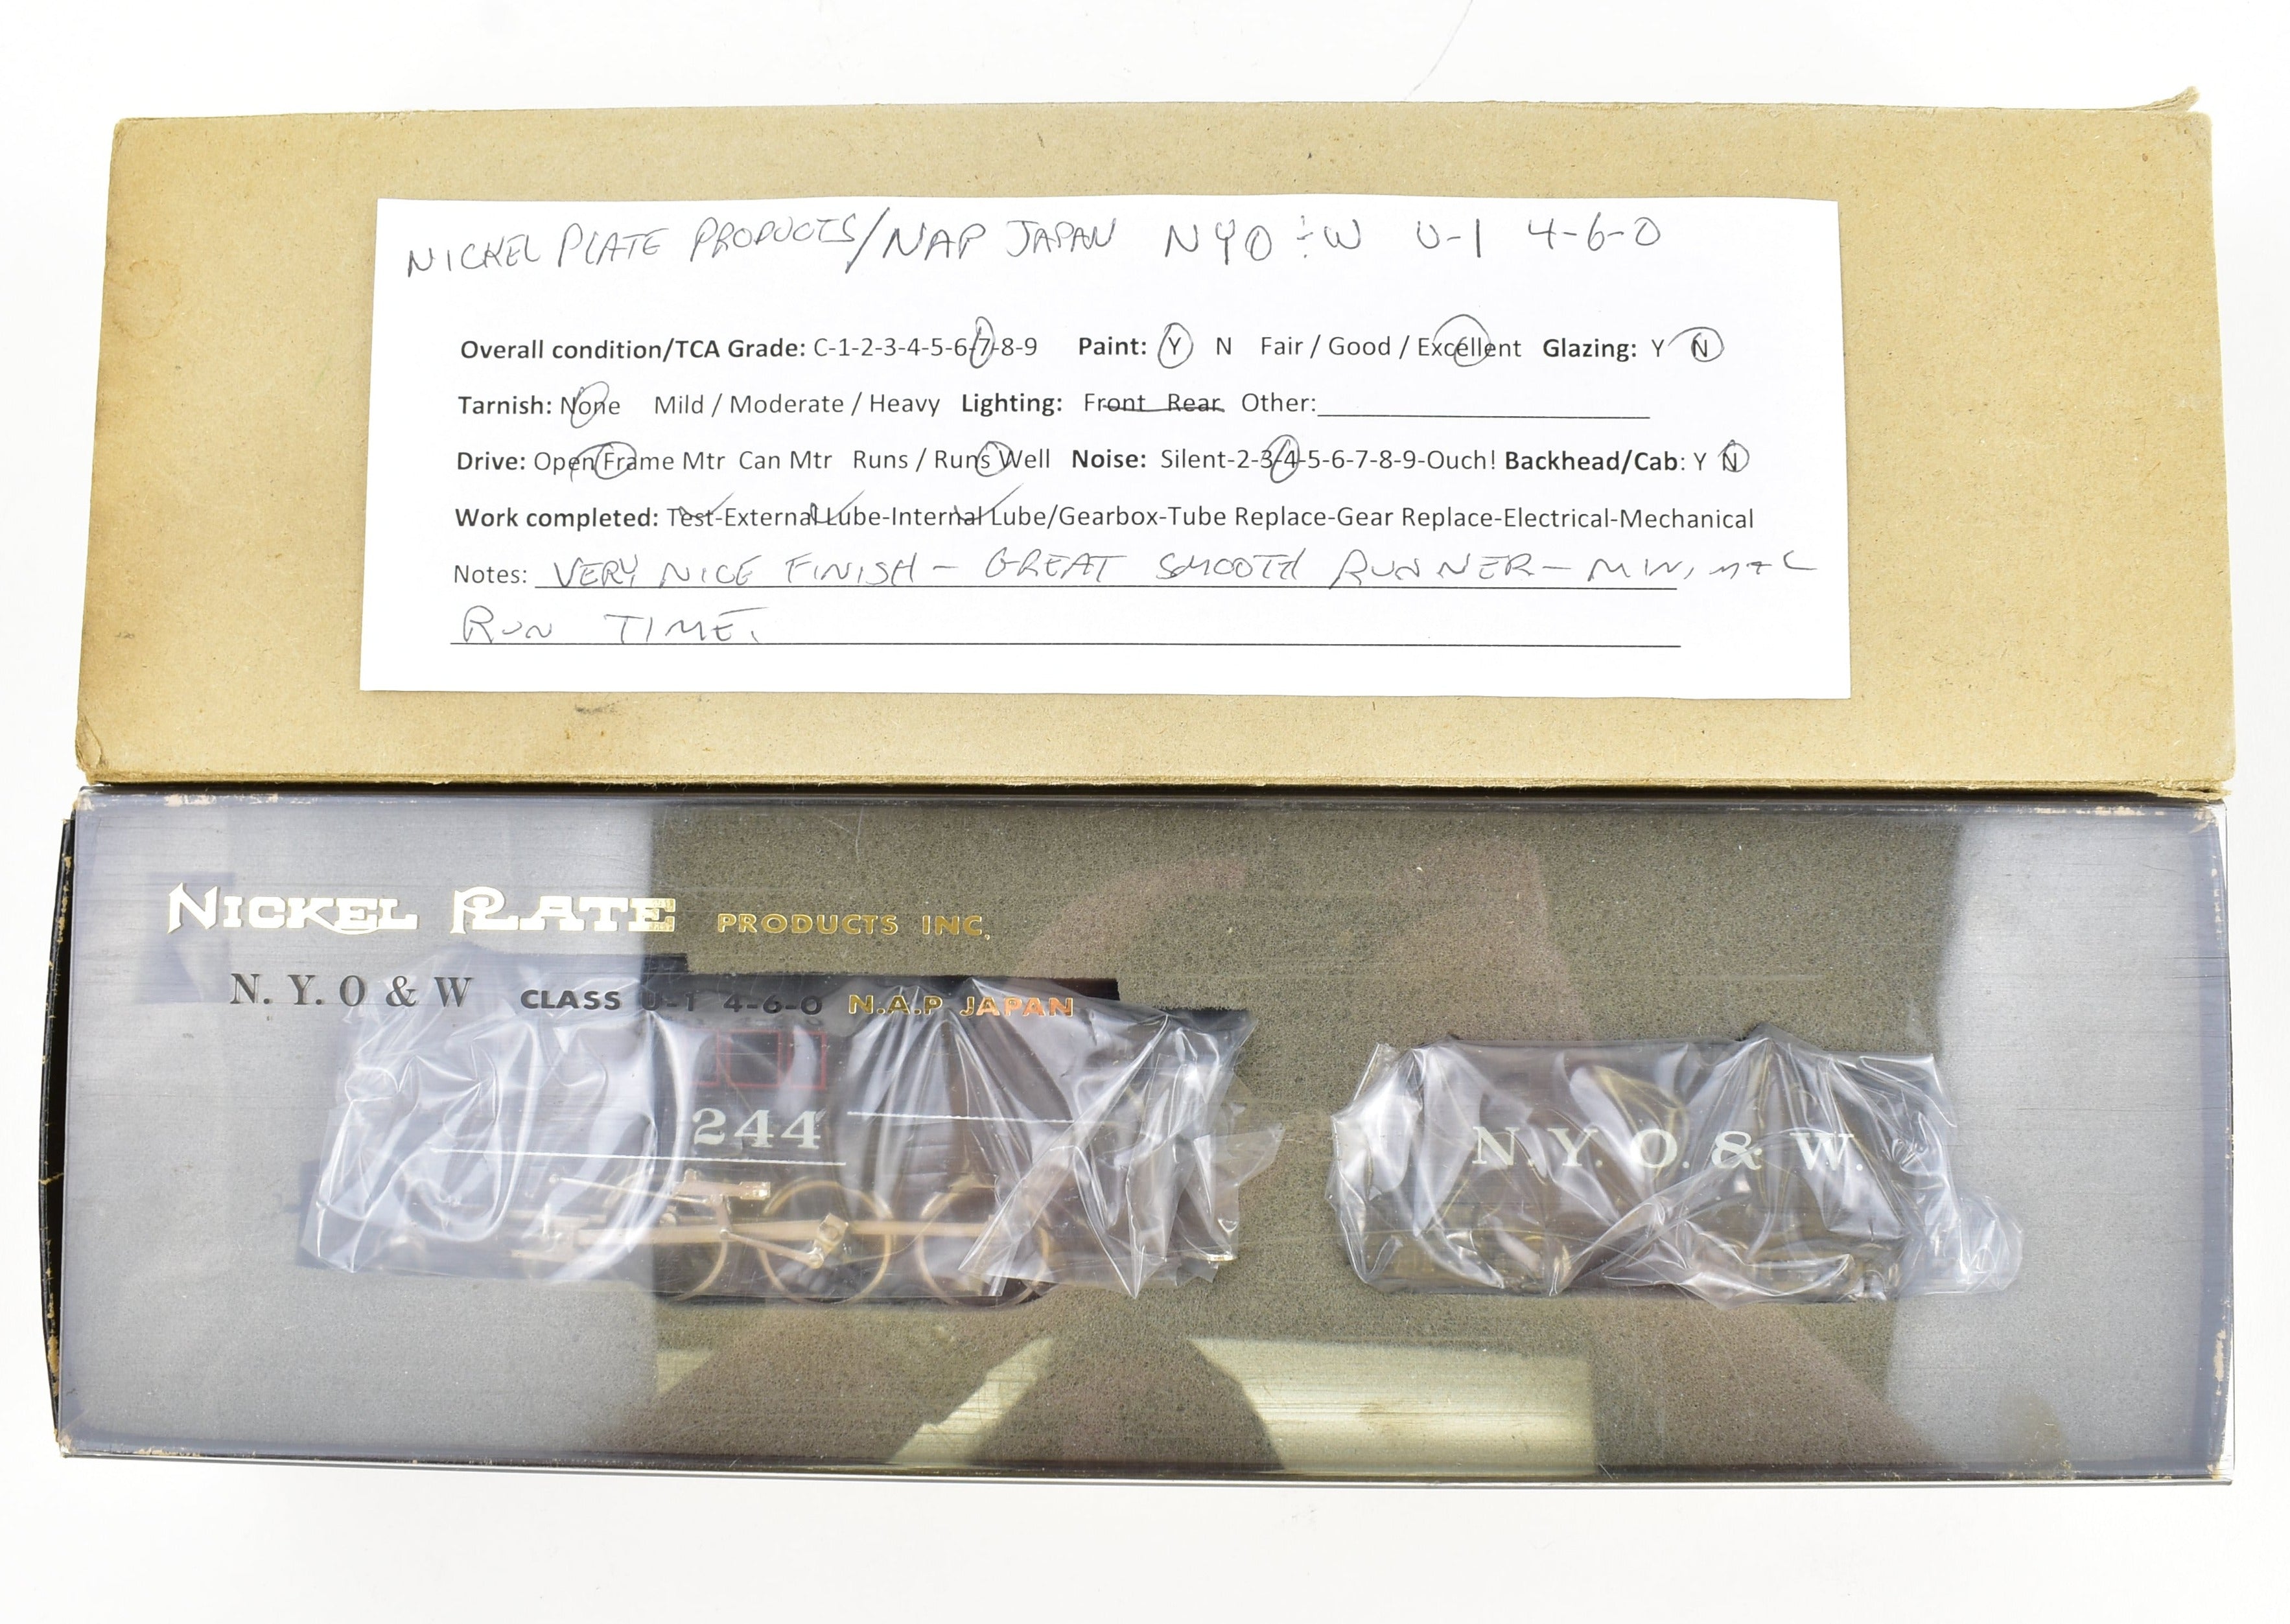 NICKEL PLATE PRODUCTS/NAP JAPAN NYO & W U-1 4-6-0
Overall condition/TCA Grade: C-1-2-3-4-5-6-7-8-9 Paint: Y N Fair / Good / Excellent Glazing: Y N
Tarnish: None Mild / Moderate / Heavy Lighting: Front Rear Other:
Drive: Open Frame Mtr Can Mtr Runs / Runs Well Noise: Silent-2-3-4-5-6-7-8-9-Ouch! Backhead/Cab: Y N
Work completed: Test-External Lube-Internal Lube/Gearbox-Tube Replace-Gear Replace-Electrical-Mechanical
Notes: VERY NICE FINISH - GREAT SMOOTH RUNNER - MINIMAL
RUN TIME.
NICKEL PLATE PRODUCTS INC.
N. Y. O & W CLASS U-1 4-6-0 N.A.P JAPAN
244
N. Y. O. & W.